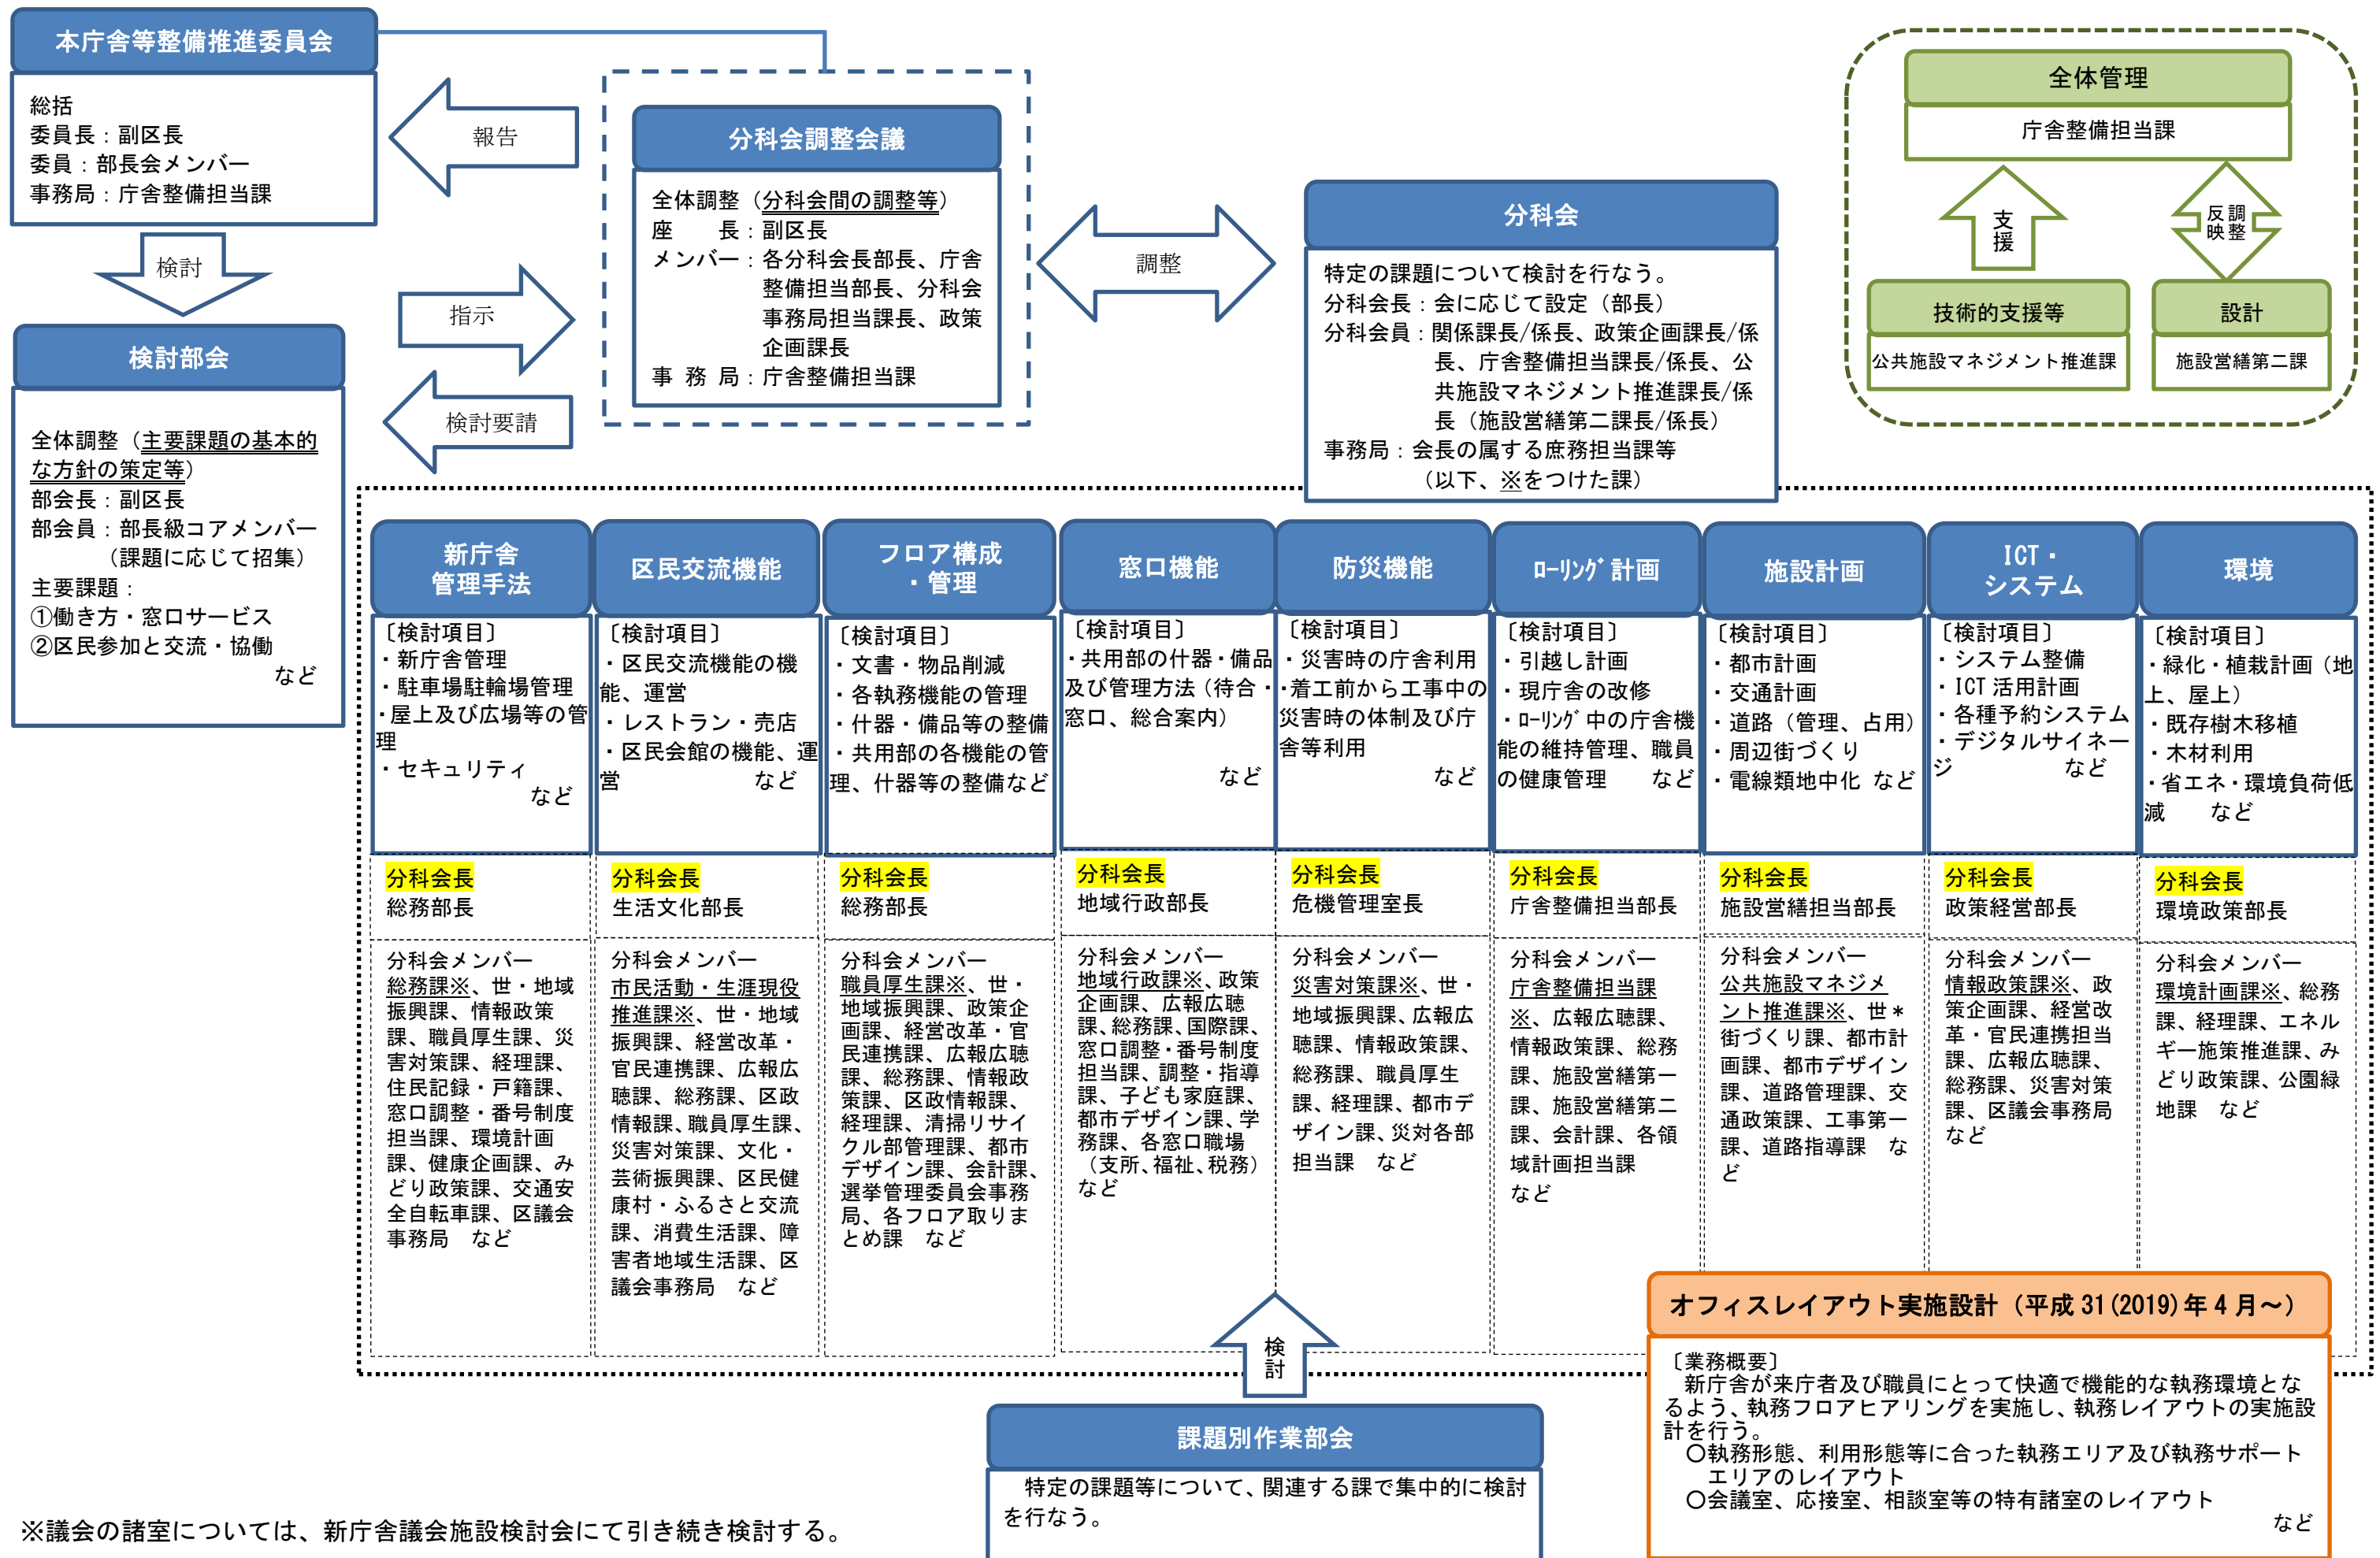 本庁舎等整備推進委員会
総括
委員長：副区長
委員：部長会メンバー
事務局：庁舎整備担当課
検討
検討部会
全体調整（主要課題の基本的
な方針の策定等）
部会長：副区長
部会員：部長級コアメンバー
（課題に応じて招集）
主要課題：
①働き方・窓口サービス
②区民参加と交流・協働
など
報告
指示
検討要請
分科会調整会議
全体調整（分科会間の調整等）
座　　長：副区長
メンバー：各分科会長部長、庁舎
整備担当部長、分科会
事務局担当課長、政策
企画課長
事 務 局：庁舎整備担当課
調整
分科会
特定の課題について検討を行なう。
分科会長：会に応じて設定（部長）
分科会員：関係課長/係長、政策企画課長/係
長、庁舎整備担当課長/係長、公
共施設マネジメント推進課長/係
長（施設営繕第二課長/係長）
事務局：会長の属する庶務担当課等
（以下、※をつけた課）
全体管理
庁舎整備担当課
支援
反映
調整
技術的支援等
公共施設マネジメント推進課
設計
施設営繕第二課
新庁舎
管理手法
〔検討項目〕
・新庁舎管理
・駐車場駐輪場管理
・屋上及び広場等の管
理
・セキュリティ
など
分科会長
総務部長
分科会メンバー
総務課※、世・地域
振興課、情報政策
課、職員厚生課、災
害対策課、経理課、
住民記録・戸籍課、
窓口調整・番号制度
担当課、環境計画
課、健康企画課、み
どり政策課、交通安
全自転車課、区議会
事務局　など
区民交流機能
〔検討項目〕
・区民交流機能の機
能、運営
・レストラン・売店
・区民会館の機能、運
営　　　　　　など
分科会長
生活文化部長
分科会メンバー
市民活動・生涯現役
推進課※、世・地域
振興課、経営改革・
官民連携課、広報広
聴課、総務課、区政
情報課、職員厚生課、
災害対策課、文化・
芸術振興課、区民健
康村・ふるさと交流
課、消費生活課、障
害者地域生活課、区
議会事務局　など
フロア構成
・管理
〔検討項目〕
・文書・物品削減
・各執務機能の管理
・什器・備品等の整備
・共用部の各機能の管
理、什器等の整備など
分科会長
総務部長
分科会メンバー
職員厚生課※、世・
地域振興課、政策企
画課、経営改革・官
民連携課、広報広聴
課、総務課、情報政
策課、区政情報課、
経理課、清掃リサイ
クル部管理課、都市
デザイン課、会計課、
選挙管理委員会事務
局、各フロア取りま
とめ課　など
窓口機能
〔検討項目〕
・共用部の什器・備品
及び管理方法（待合・
窓口、総合案内）
など
分科会長
地域行政部長
分科会メンバー
地域行政課※、政策
企画課、広報広聴
課、総務課、国際課、
窓口調整・番号制度
担当課、調整・指導
課、子ども家庭課、
都市デザイン課、学
務課、各窓口職場
（支所、福祉、税務）
など
防災機能
〔検討項目〕
・災害時の庁舎利用
・着工前から工事中の
災害時の体制及び庁
舎等利用
など
分科会長
危機管理室長
分科会メンバー
災害対策課※、世・
地域振興課、広報広
聴課、情報政策課、
総務課、職員厚生
課、経理課、都市デ
ザイン課、災対各部
担当課　など
ﾛｰﾘﾝｸﾞ計画
〔検討項目〕
・引越し計画
・現庁舎の改修
・ﾛｰﾘﾝｸﾞ中の庁舎機
能の維持管理、職員
の健康管理　　など
分科会長
庁舎整備担当部長
分科会メンバー
庁舎整備担当課
※、広報広聴課、
情報政策課、総務
課、施設営繕第一
課、施設営繕第二
課、会計課、各領
域計画担当課
など
施設計画
〔検討項目〕
・都市計画
・交通計画
・道路（管理、占用）
・周辺街づくり
・電線類地中化 など
分科会長
施設営繕担当部長
分科会メンバー
公共施設マネジメ
ント推進課※、世＊
街づくり課、都市計
画課、都市デザイン
課、道路管理課、交
通政策課、工事第一
課、道路指導課　な
ど
ICT・
システム
〔検討項目〕
・システム整備
・ICT 活用計画
・各種予約システム
・デジタルサイネー
ジ　　　　　など
分科会長
政策経営部長
分科会メンバー
情報政策課※、政
策企画課、経営改
革・官民連携担当
課、広報広聴課、
総務課、災害対策
課、区議会事務局
など
環境
〔検討項目〕
・緑化・植栽計画（地
上、屋上）
・既存樹木移植
・木材利用
・省エネ・環境負荷低
減　　など
分科会長
環境政策部長
分科会メンバー
環境計画課※、総務
課、経理課、エネル
ギー施策推進課、み
どり政策課、公園緑
地課　など
検討
課題別作業部会
特定の課題等について、関連する課で集中的に検討
を行なう。
オフィスレイアウト実施設計（平成 31(2019)年 4 月～）
〔業務概要〕
新庁舎が来庁者及び職員にとって快適で機能的な執務環境とな
るよう、執務フロアヒアリングを実施し、執務レイアウトの実施設
計を行う。
〇執務形態、利用形態等に合った執務エリア及び執務サポート
エリアのレイアウト
〇会議室、応接室、相談室等の特有諸室のレイアウト
など
※議会の諸室については、新庁舎議会施設検討会にて引き続き検討する。